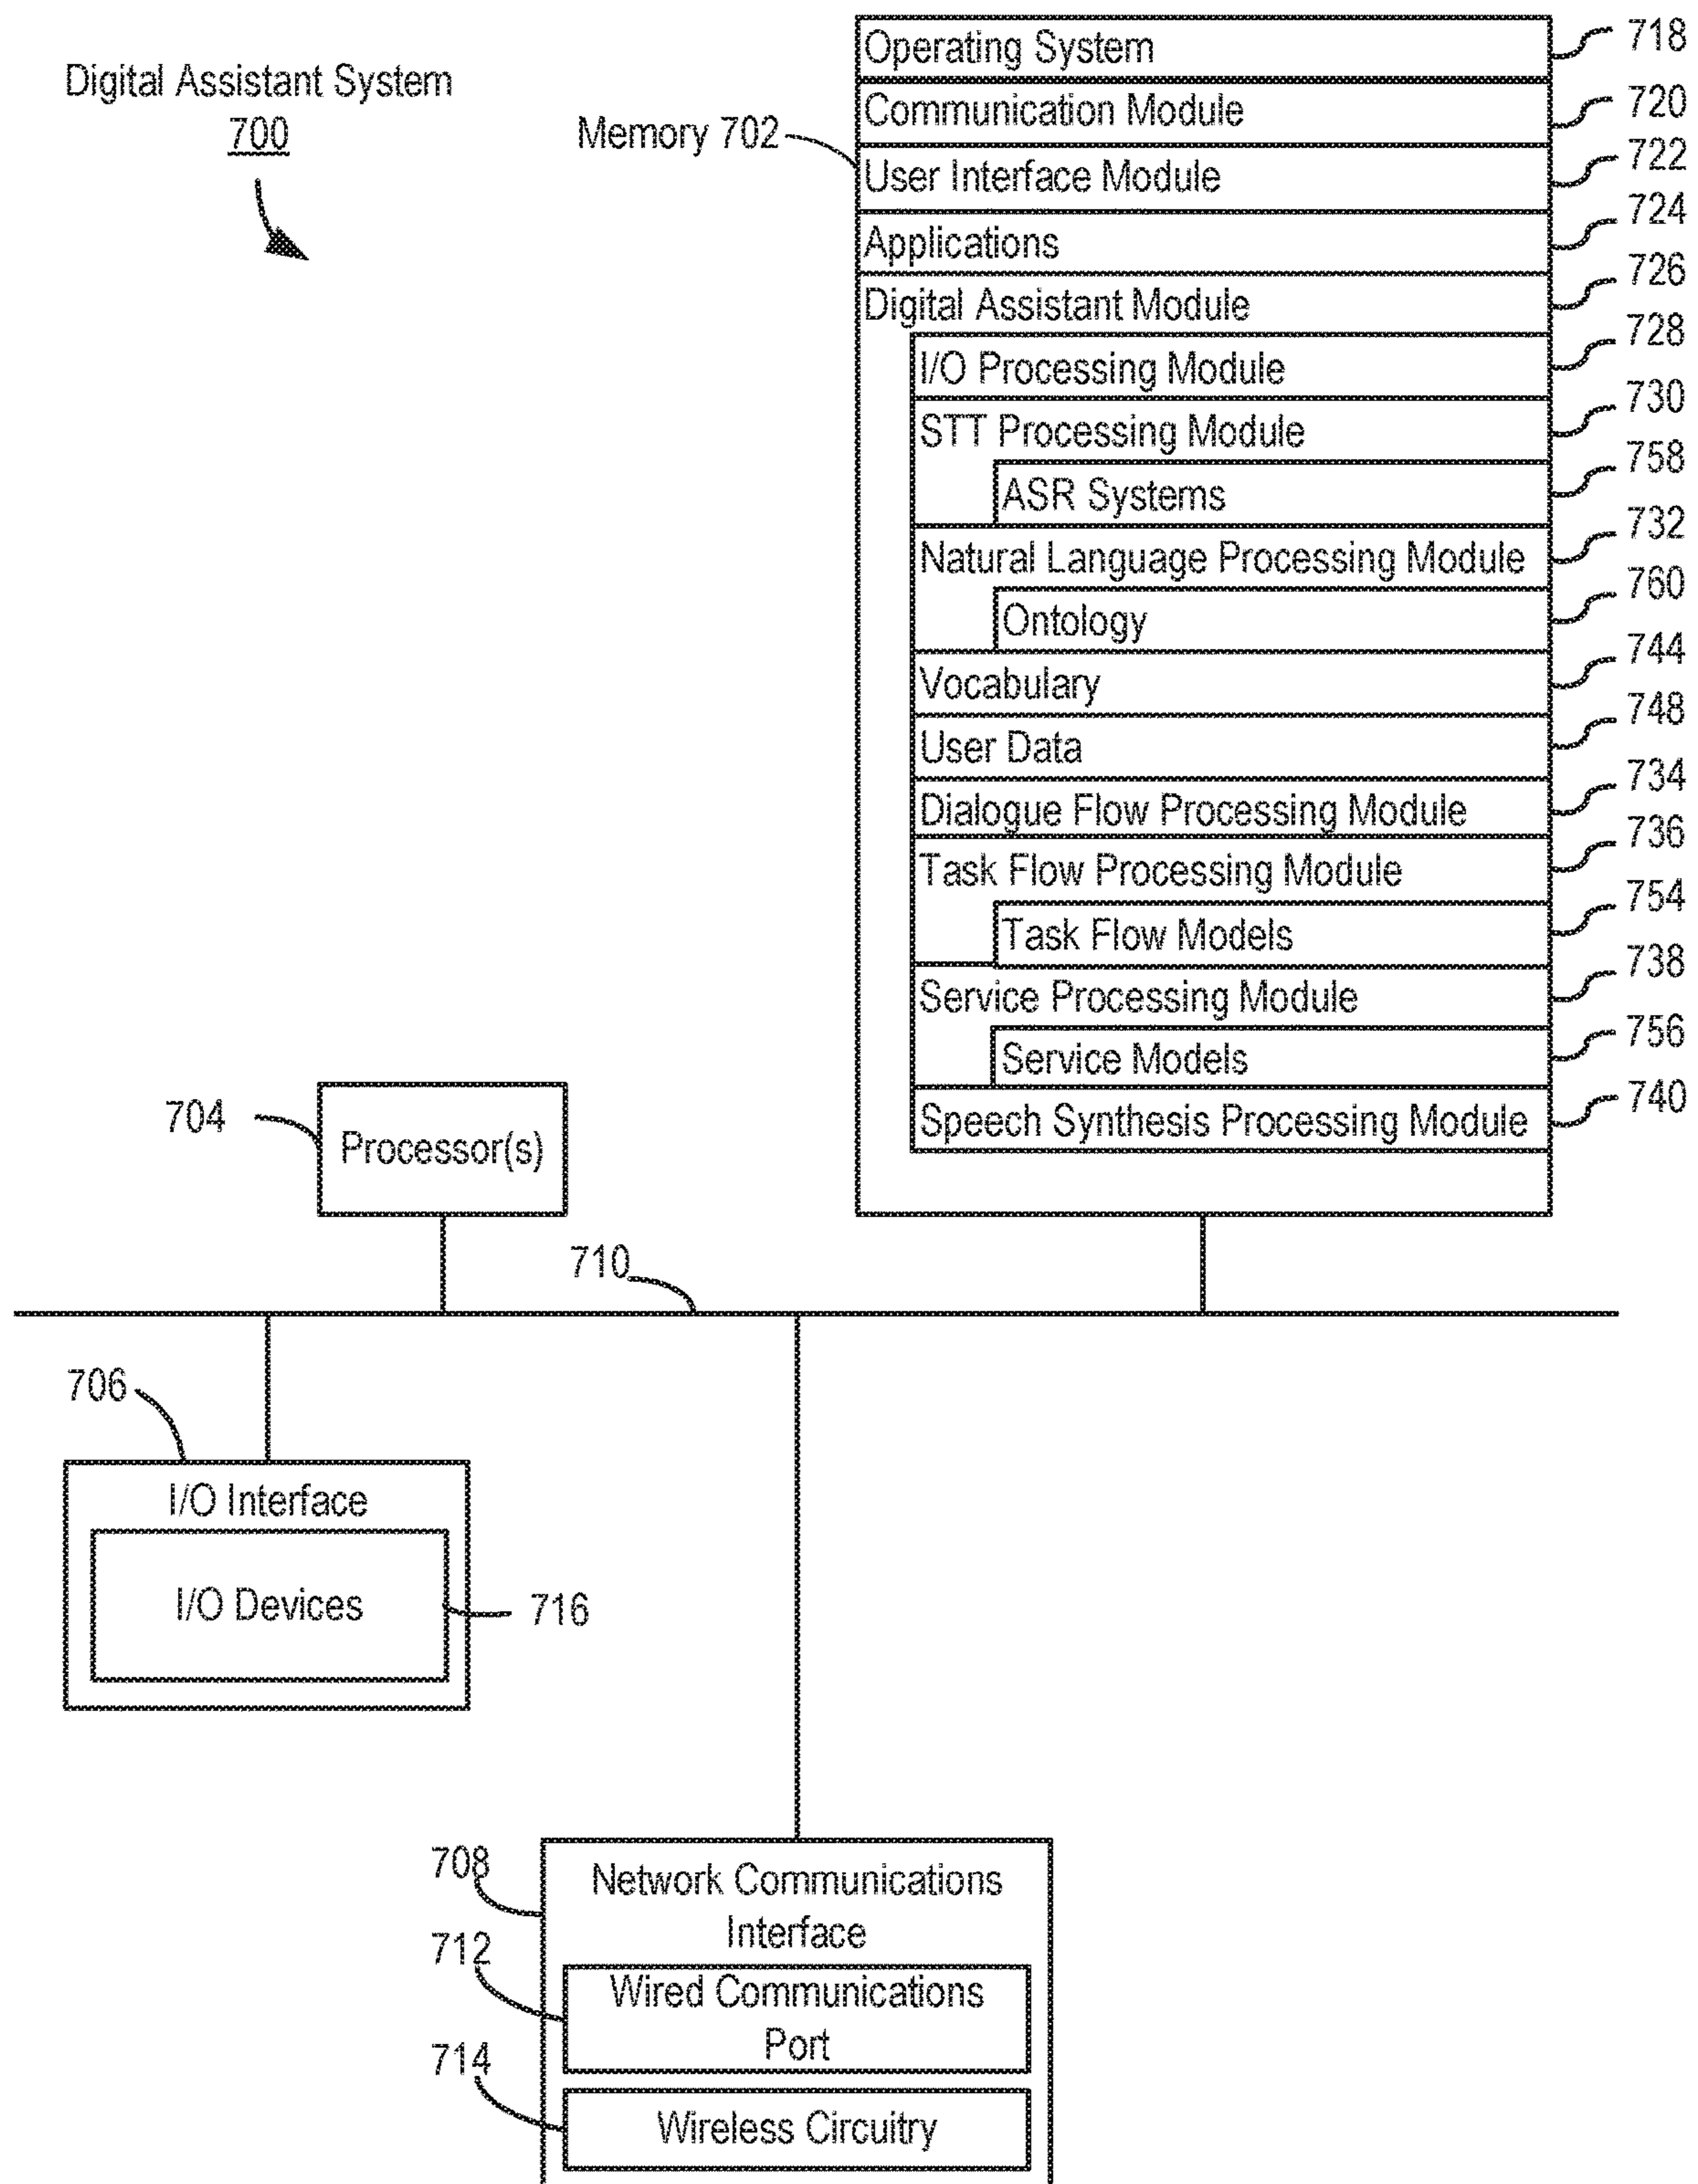 Digital Assistant System
700
Memory 702
Operating System 718
Communication Module 720
User Interface Module 722
Applications 724
Digital Assistant Module 726
I/O Processing Module 728
STT Processing Module 730
ASR Systems 758
Natural Language Processing Module 732
Ontology 760
Vocabulary 744
User Data 748
Dialogue Flow Processing Module 734
Task Flow Processing Module 736
Task Flow Models 754
Service Processing Module 738
Service Models 756
Speech Synthesis Processing Module 740
704
Processor(s)
710
706
I/O Interface
I/O Devices
716
708
Network Communications
Interface
712
Wired Communications
Port
714
Wireless Circuitry